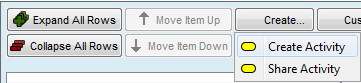 Expand All Rows Move Item Up Create... Cus
Collapse All Rows Move Item Down Create Activity
Share Activity